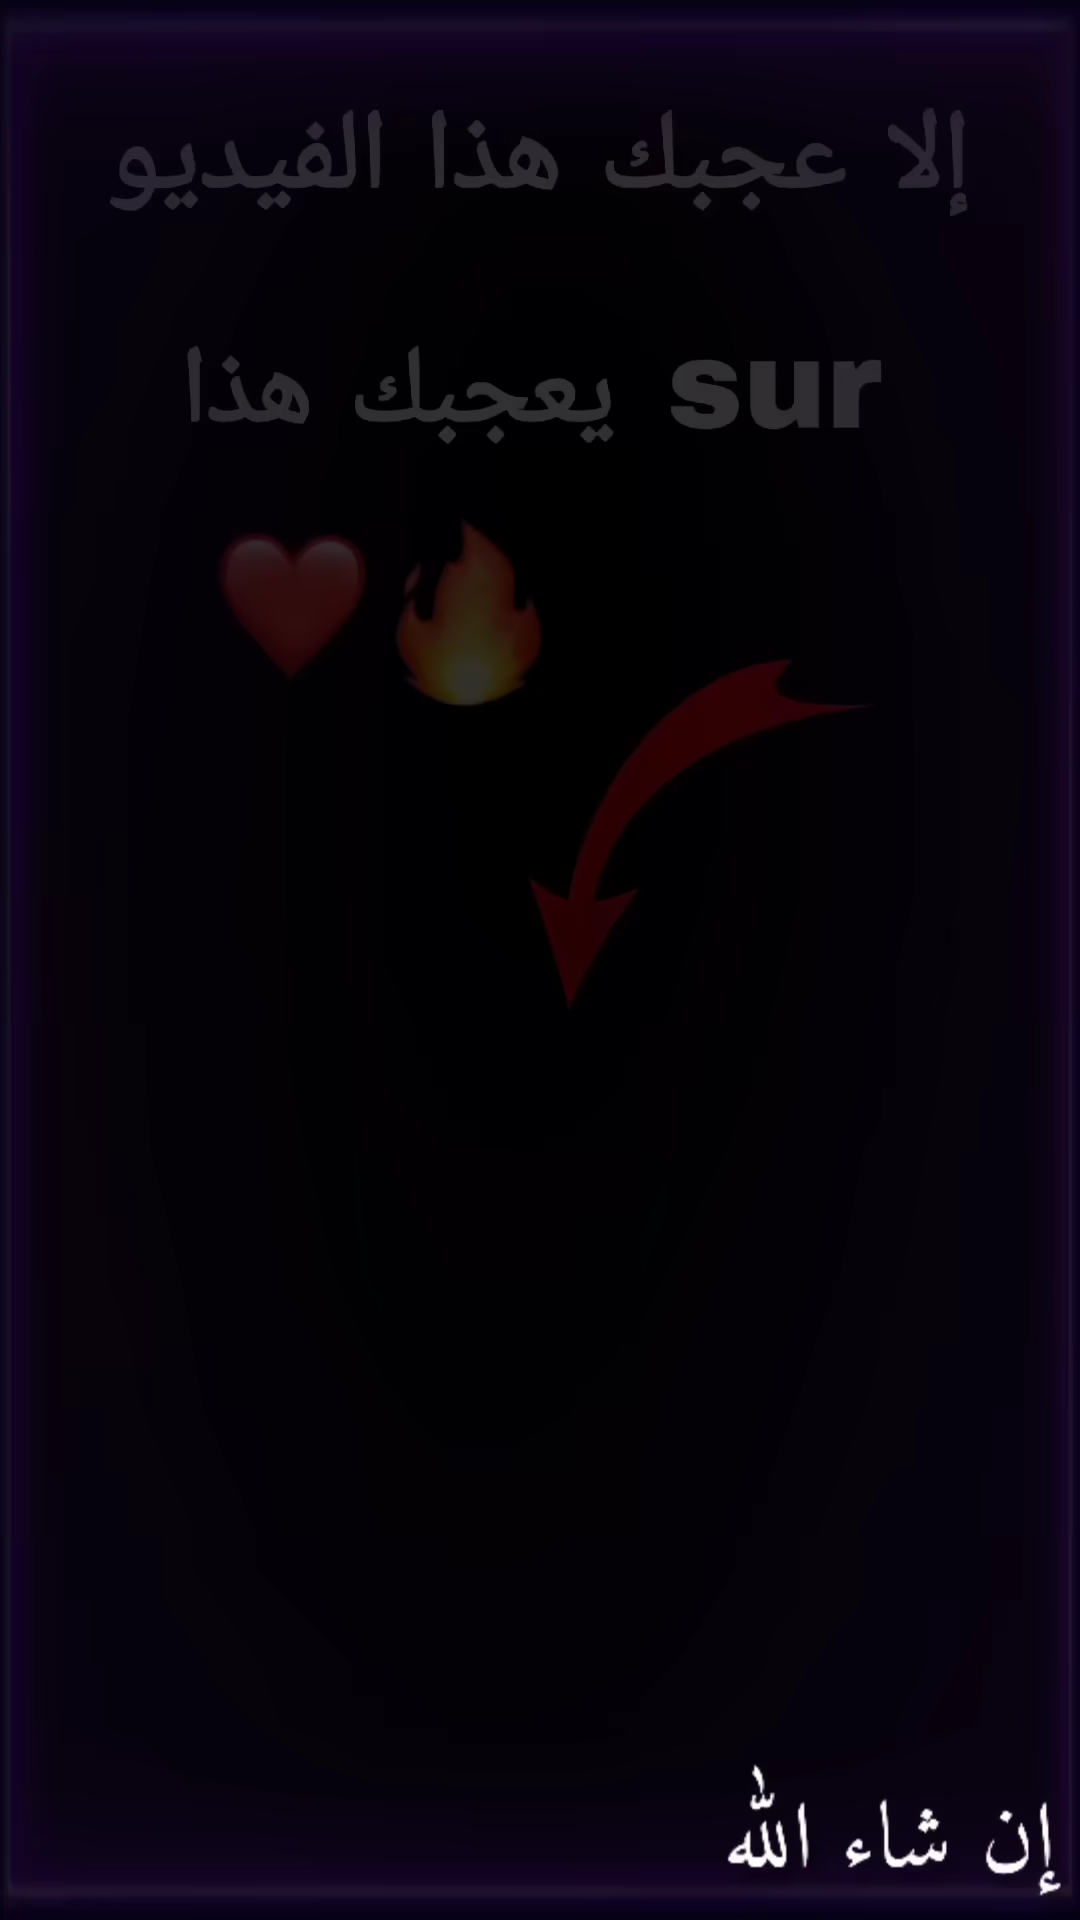 إلا عجبك هذا الفيديو
sur يعجبك هذا
❤️🔥
إن شاء الله